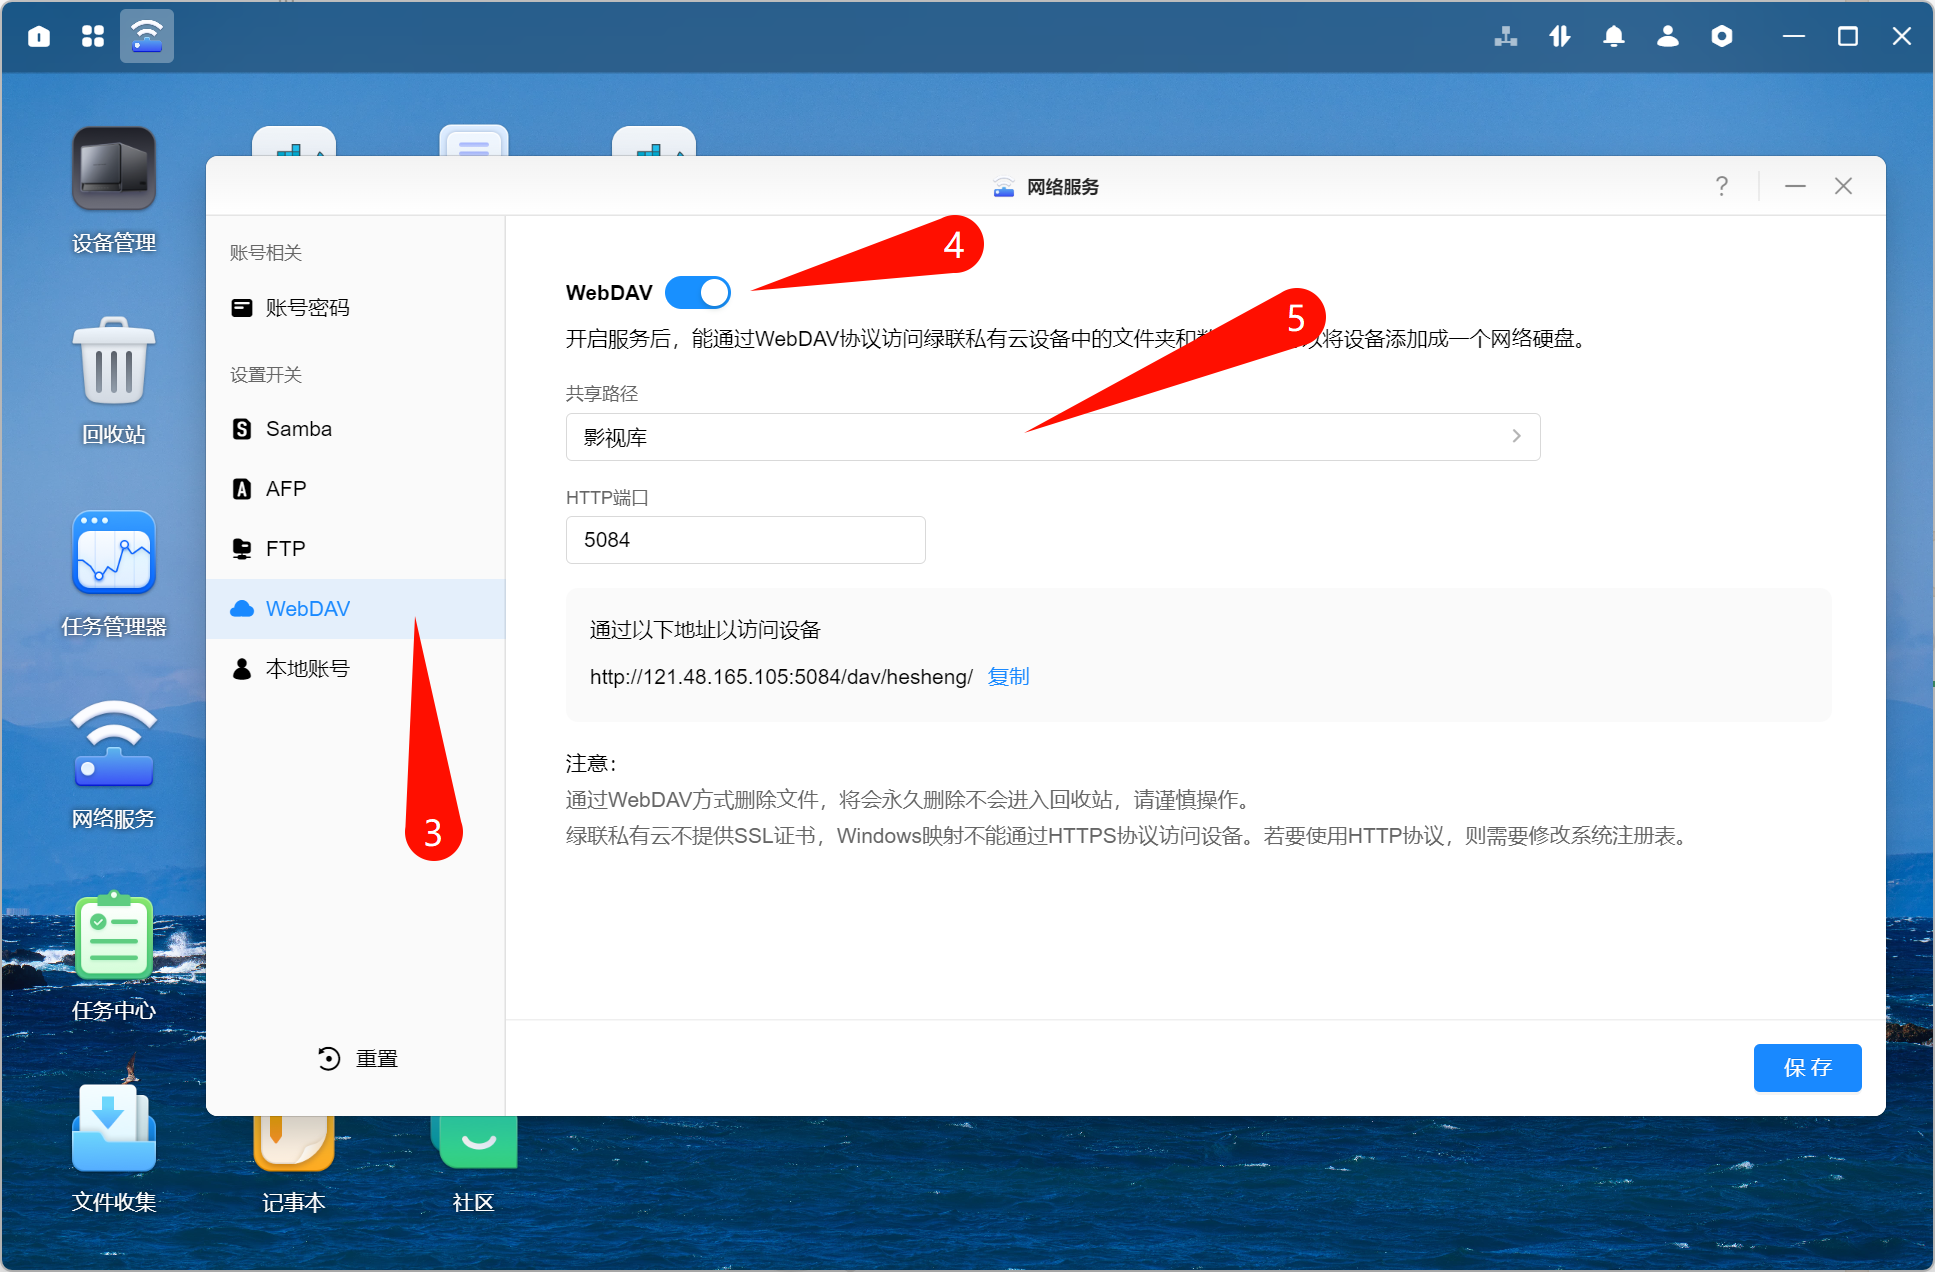 网络服务
设备管理
回收站
任务管理器
网络服务
任务中心
文件收集
记事本
社区
账号相关
账号密码
设置开关
Samba
AFP
FTP
WebDAV
本地账号
重置
3
4
5
WebDAV
开启服务后，能通过WebDAV协议访问绿联私有云设备中的文件夹和 将设备添加成一个网络硬盘。
共享路径
影视库
HTTP端口
5084
通过以下地址以访问设备
http://121.48.165.105:5084/dav/hesheng/ 复制
注意：
通过WebDAV方式删除文件，将会永久删除不会进入回收站，请谨慎操作。
绿联私有云不提供SSL证书，Windows映射不能通过HTTPS协议访问设备。若要使用HTTP协议，则需要修改系统注册表。
保存